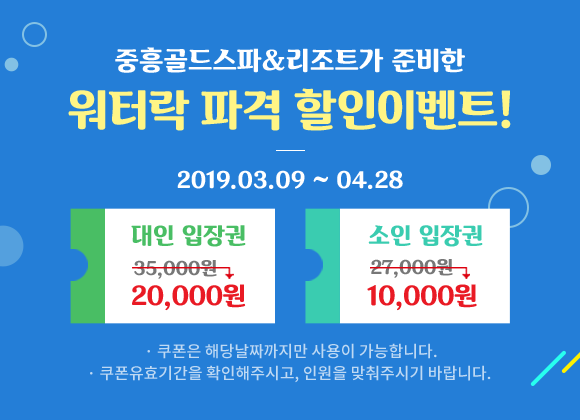 중흥골드스파&리조트가 준비한
워터락 파격 할인이벤트!
2019.03.09 ~ 04.28
대인 입장권
35,000원
20,000원
소인 입장권
27,000원
10,000원
· 쿠폰은 해당날짜까지만 사용이 가능합니다.
· 쿠폰유효기간을 확인해주시고, 인원을 맞춰주시기 바랍니다.